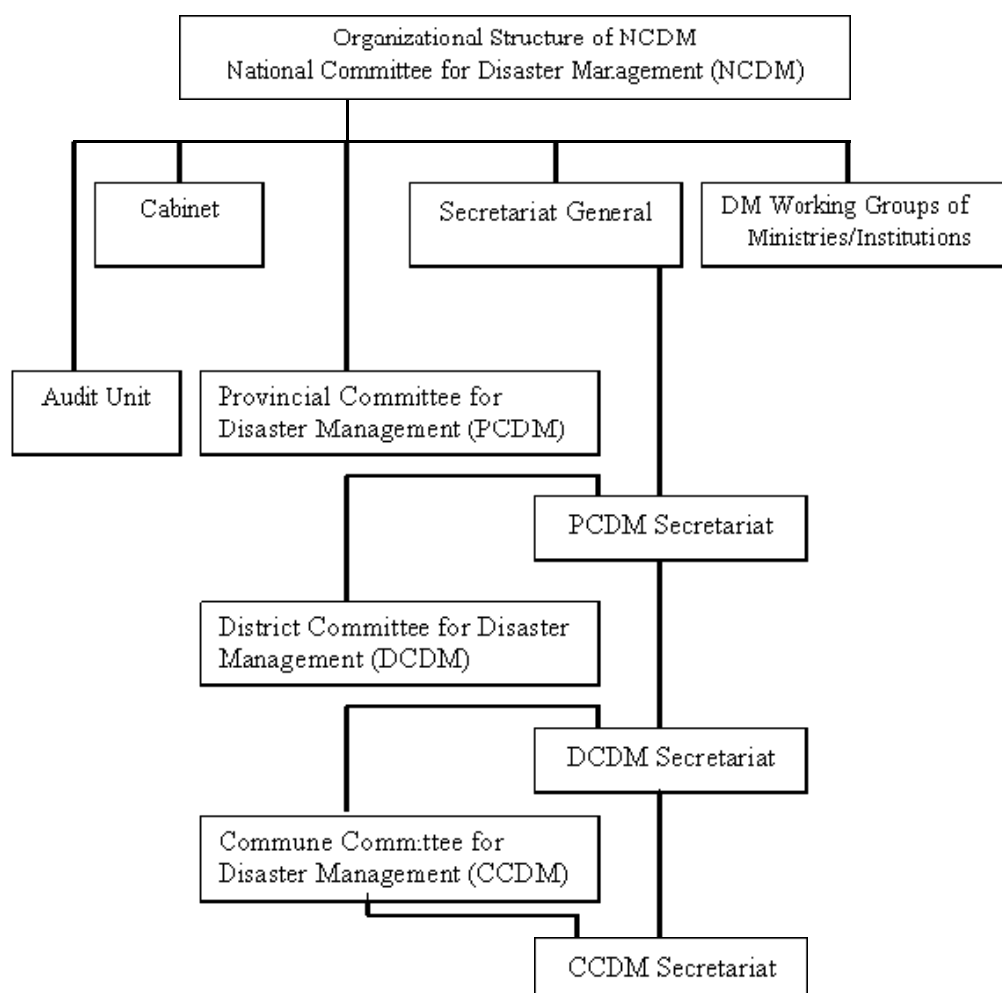 Organizational Structure of NCDM
National Committee for Disaster Management (NCDM)
Cabinet
Secretariat General
DM Working Groups of
Ministries/Institutions
Audit Unit
Provincial Committee for
Disaster Management (PCDM)
PCDM Secretariat
District Committee for Disaster
Management (DCDM)
DCDM Secretariat
Commune Committee for
Disaster Management (CCDM)
CCDM Secretariat